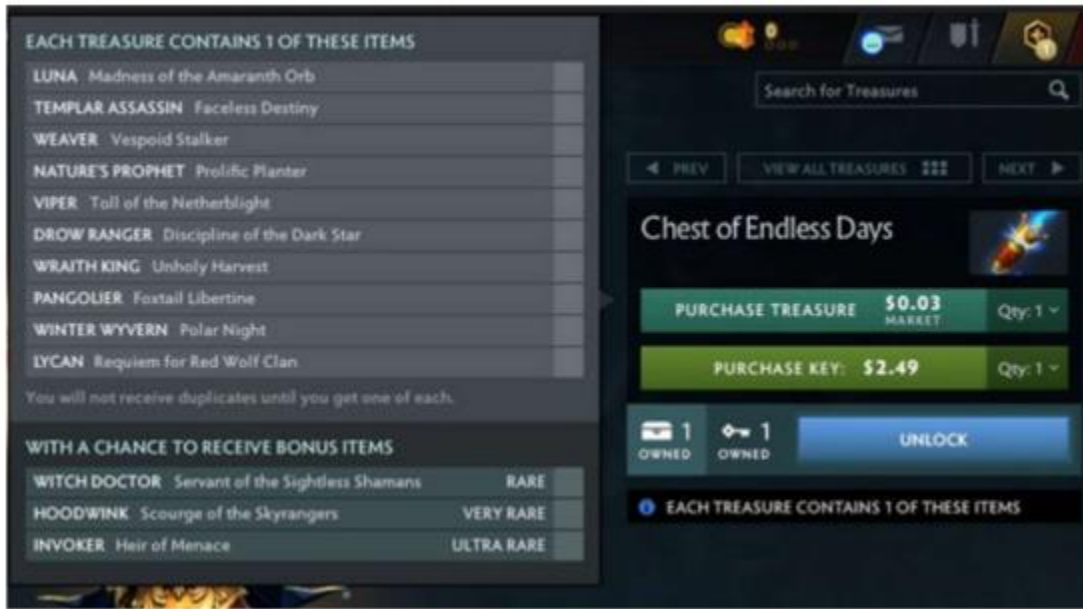 EACH TREASURE CONTAINS 1 OF THESE ITEMS
LUNA Madness of the Amaranth Orb
TEMPLAR ASSASSIN Faceless Destiny
WEAVER Vespoid Stalker
NATURE'S PROPHET Prolific Planter
VIPER Toll of the Netherblight
DROW RANGER Discipline of the Dark Star
WRAITH KING Unholy Harvest
PANGOLIER Foxtail Libertine
WINTER WYVERN Polar Night
LYCAN Requiem for Red Wolf Clan
You will not receive duplicates until you get one of each.
WITH A CHANCE TO RECEIVE BONUS ITEMS
WITCH DOCTOR Servant of the Sightless Shamans RARE
HOODWINK Scourge of the Skyrangers VERY RARE
INVOKER Heir of Menace ULTRA RARE
Search for Treasures
PREV VIEW ALL TREASURES NEXT
Chest of Endless Days
PURCHASE TREASURE $0.03 Qty: 1
MARKET
PURCHASE KEY: $2.49 Qty: 1
1 1 UNLOCK
OWNED OWNED
EACH TREASURE CONTAINS 1 OF THESE ITEMS